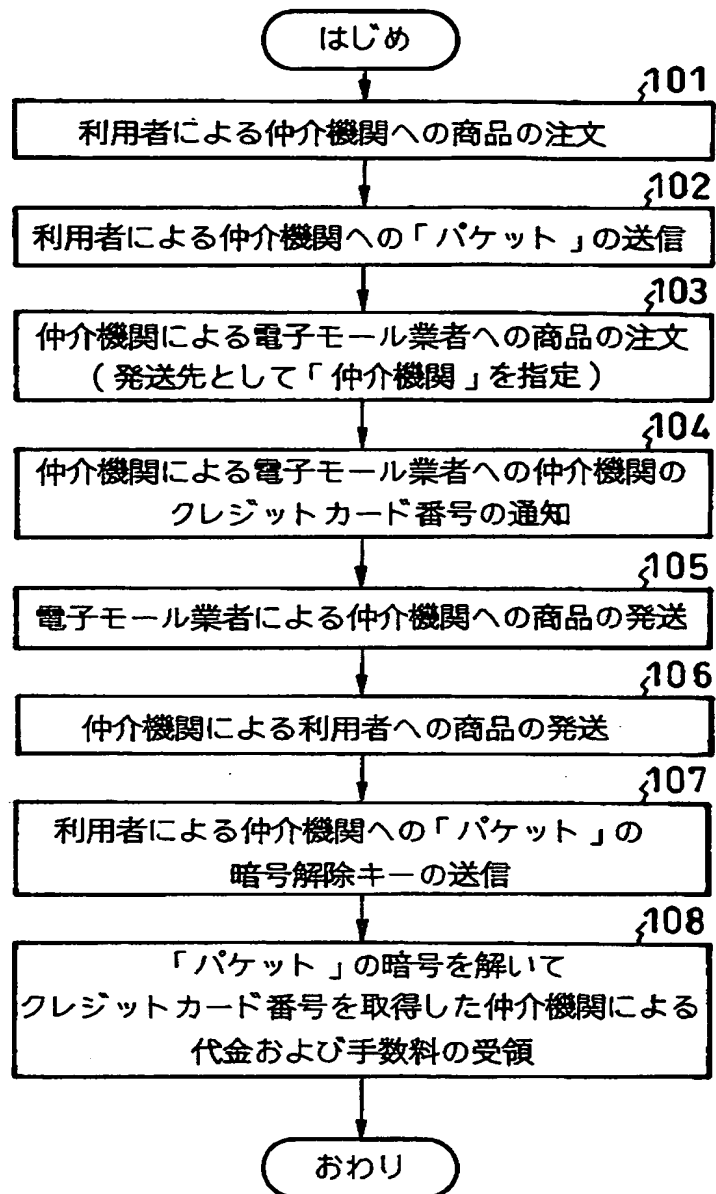 はじめ
101
利用者による仲介機関への商品の注文
102
利用者による仲介機関への「パケット」の送信
103
仲介機関による電子モール業者への商品の注文
(発送先として「仲介機関」を指定)
104
仲介機関による電子モール業者への仲介機関の
クレジットカード番号の通知
105
電子モール業者による仲介機関への商品の発送
106
仲介機関による利用者への商品の発送
107
利用者による仲介機関への「パケット」の
暗号解除キーの送信
108
「パケット」の暗号を解いて
クレジットカード番号を取得した仲介機関による
代金および手数料の受領
おわり